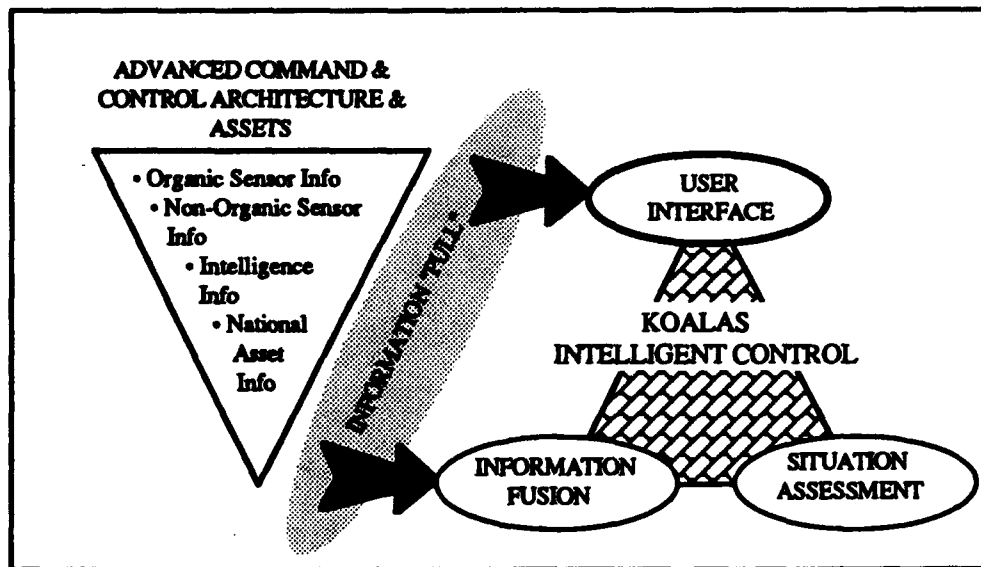 ADVANCED COMMAND &
CONTROL ARCHITECTURE &
ASSETS
• Organic Sensor Info
• Non-Organic Sensor
Info
• Intelligence
Info
• National
Asset
Info
INFORMATION "PULL"
USER
INTERFACE
KOALAS
INTELLIGENT CONTROL
INFORMATION
FUSION
SITUATION
ASSESSMENT